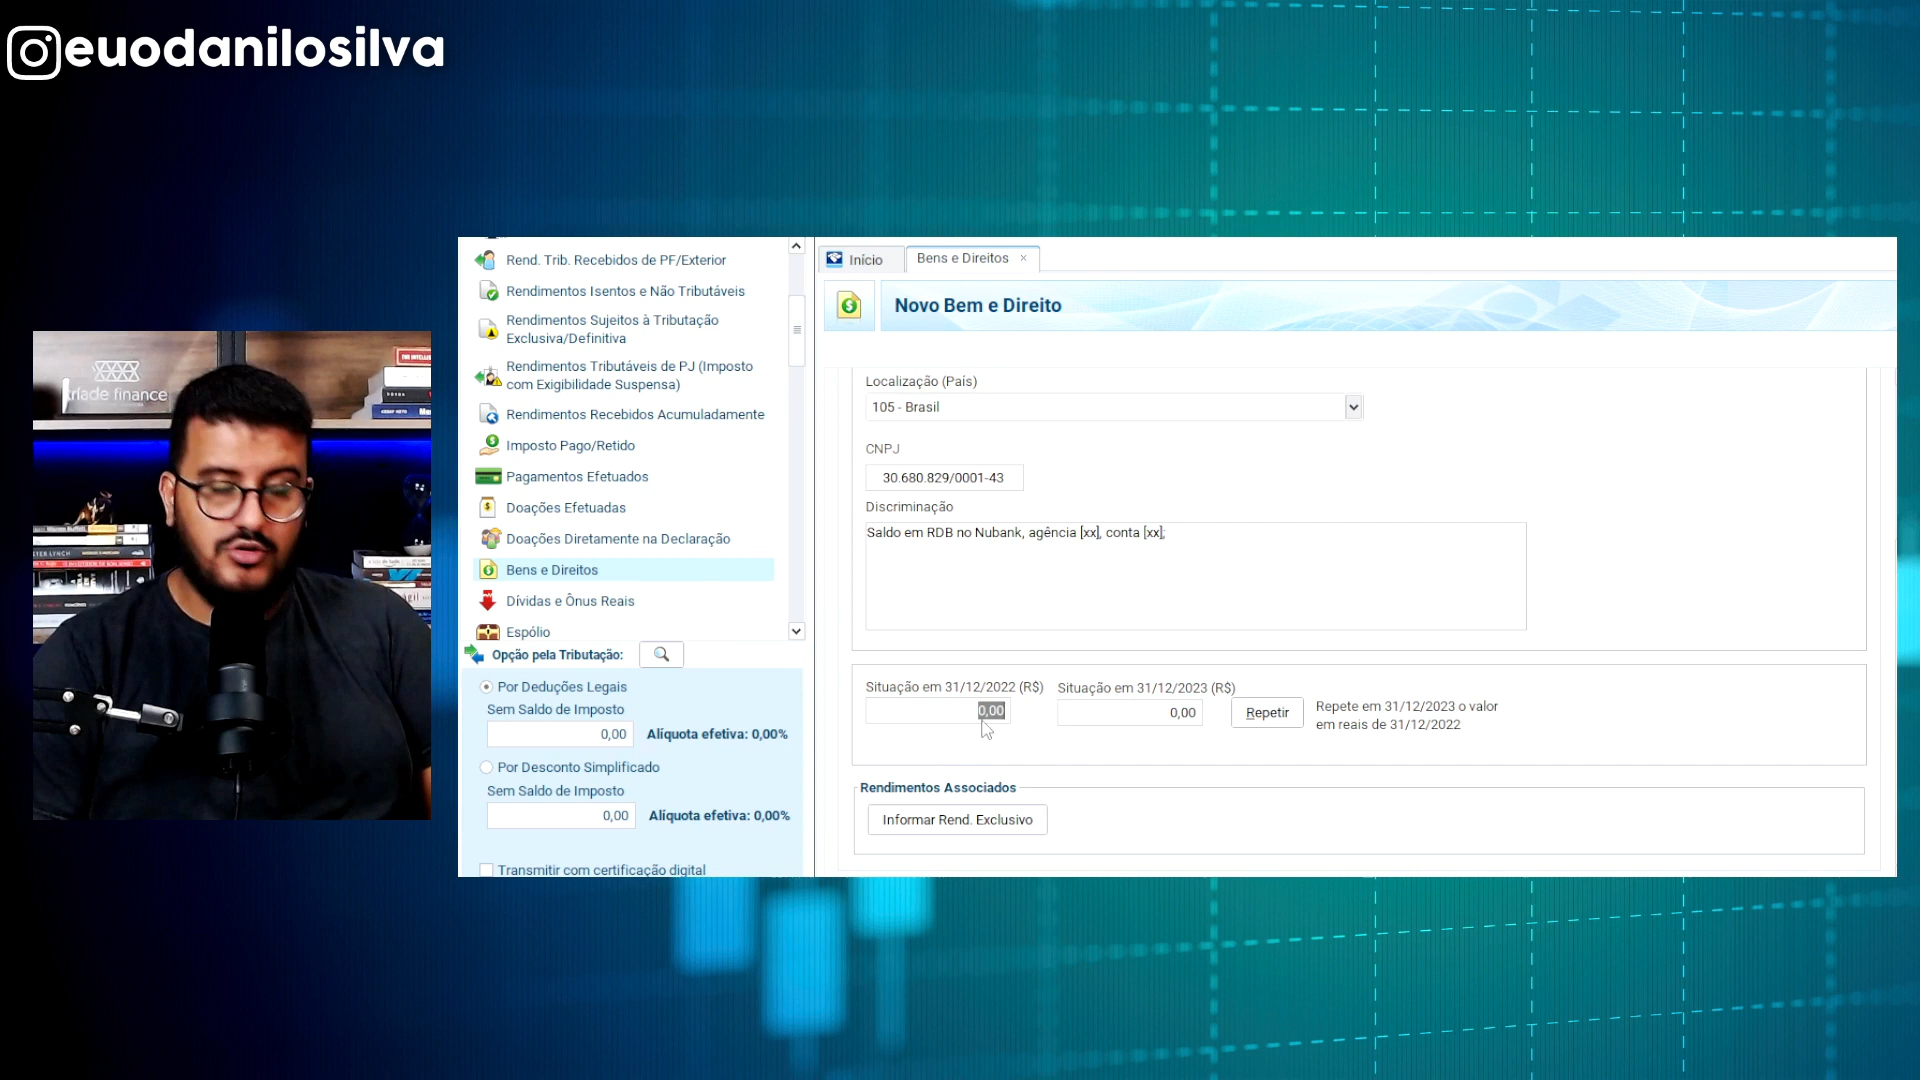 euodanilosilva
tríade finance
Rend. Trib. Recebidos de PF/Exterior
Rendimentos Isentos e Não Tributáveis
Rendimentos Sujeitos à Tributação
Exclusiva/Definitiva
Rendimentos Tributáveis de PJ (Imposto
com Exigibilidade Suspensa)
Rendimentos Recebidos Acumuladamente
Imposto Pago/Retido
Pagamentos Efetuados
Doações Efetuadas
Doações Diretamente na Declaração
Bens e Direitos
Dívidas e Ônus Reais
Espólio
Opção pela Tributação:
Por Deduções Legais
Sem Saldo de Imposto
0,00 Alíquota efetiva: 0,00%
Por Desconto Simplificado
Sem Saldo de Imposto
0,00 Alíquota efetiva: 0,00%
Transmitir com certificação digital
Início
Bens e Direitos ×
Novo Bem e Direito
Localização (País)
105 - Brasil
CNPJ
30.680.829/0001-43
Discriminação
Saldo em RDB no Nubank, agência [xx], conta [xx];
Situação em 31/12/2022 (R$) Situação em 31/12/2023 (R$)
0,00 0,00 Repetir
Repete em 31/12/2023 o valor
em reais de 31/12/2022
Rendimentos Associados
Informar Rend. Exclusivo